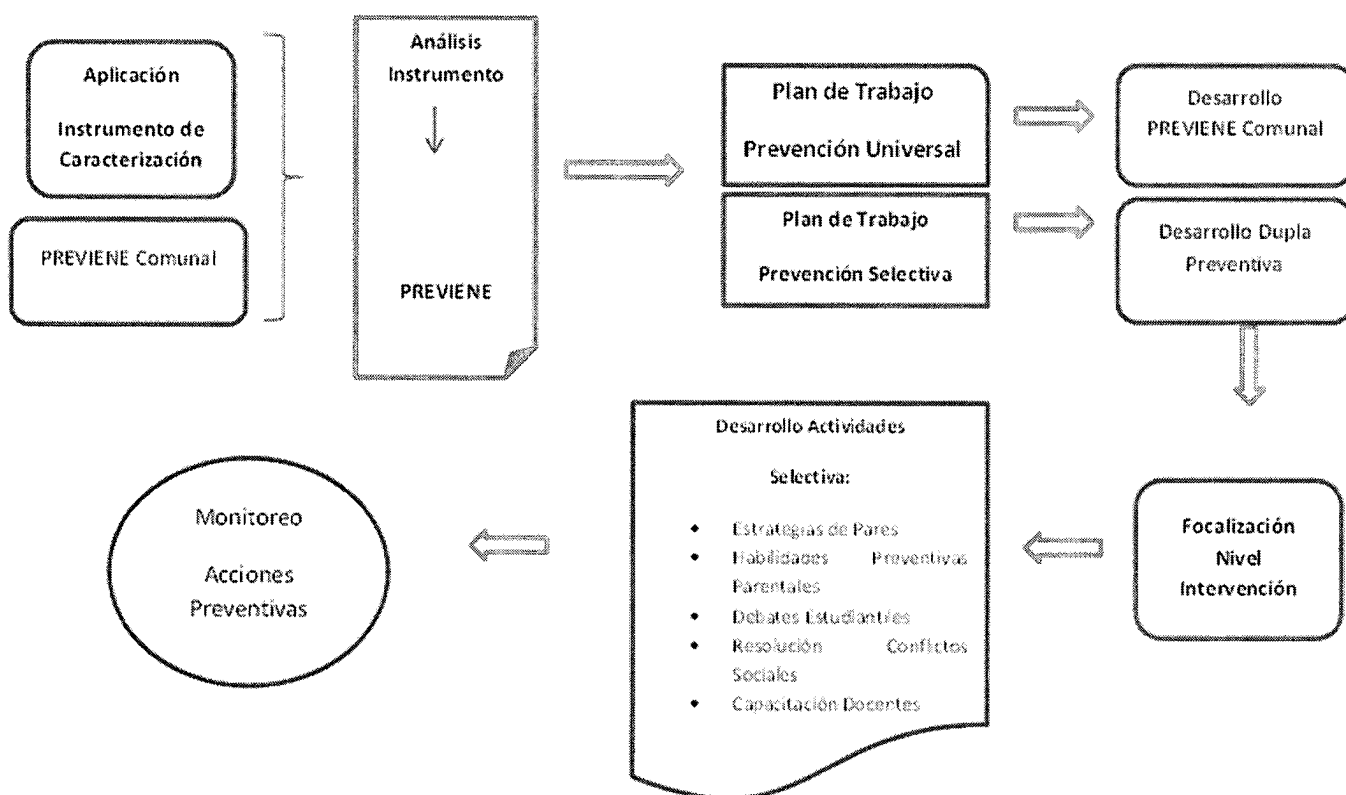 Aplicación
Instrumento de
Caracterización
PREVIENE Comunal
Análisis
Instrumento
PREVIENE
Plan de Trabajo
Prevención Universal
Plan de Trabajo
Prevención Selectiva
Desarrollo
PREVIENE Comunal
Desarrollo Dupla
Preventiva
Focalización
Nivel
Intervención
Desarrollo Actividades
Selectiva:
Estrategias de Pares
Habilidades Preventivas
Parentales
Debates Estudiantiles
Resolución Conflictos
Sociales
Capacitación Docentes
Monitoreo
Acciones
Preventivas